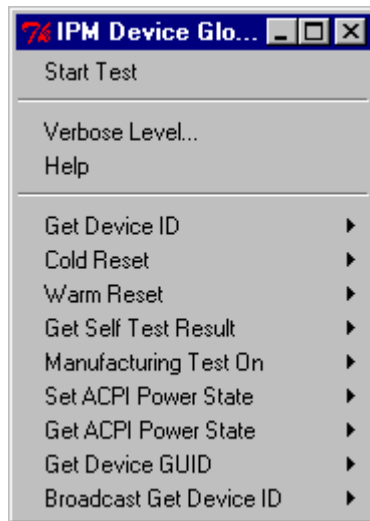 IPM Device Glo...
Start Test
Verbose Level...
Help
Get Device ID
Cold Reset
Warm Reset
Get Self Test Result
Manufacturing Test On
Set ACPI Power State
Get ACPI Power State
Get Device GUID
Broadcast Get Device ID